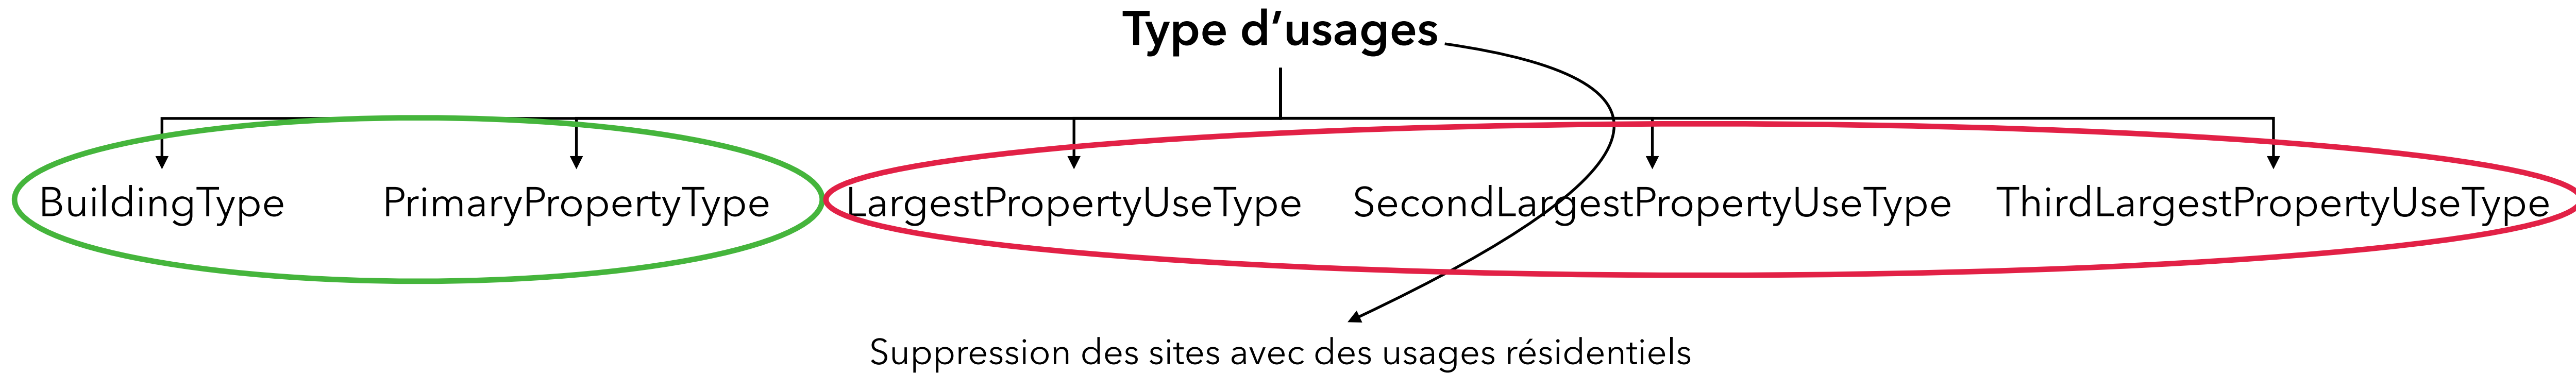 Type d’usages
BuildingType PrimaryPropertyType LargestPropertyUseType SecondLargestPropertyUseType ThirdLargestPropertyUseType
Suppression des sites avec des usages résidentiels